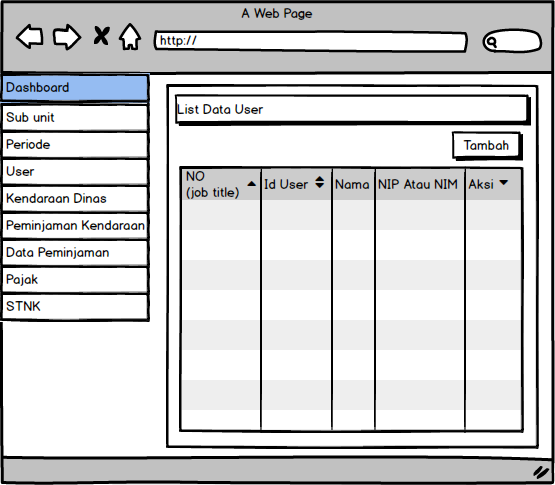 A Web Page
http://
Dashboard
Sub unit
Periode
User
Kendaraan Dinas
Peminjaman Kendaraan
Data Peminjaman
Pajak
STNK
List Data User
Tambah
NO
(job title)
Id User
Nama
NIP Atau NIM
Aksi